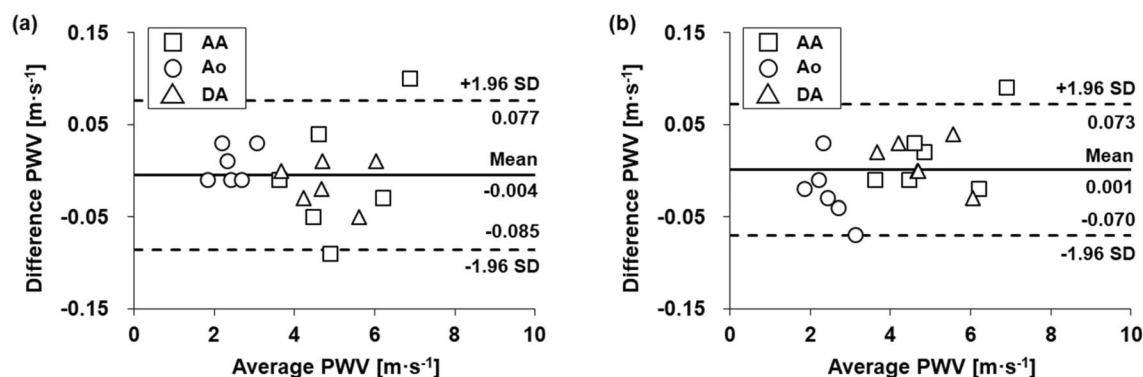 (a)
0.15
0.05
-0.05
-0.15
Difference PWV [m·s⁻¹]
AA
Ao
DA
+1.96 SD
0.077
Mean
-0.004
-0.085
-1.96 SD
0 2 4 6 8 10
Average PWV [m·s⁻¹]
(b)
0.15
0.05
-0.05
-0.15
Difference PWV [m·s⁻¹]
AA
Ao
DA
+1.96 SD
0.073
Mean
0.001
-0.070
-1.96 SD
0 2 4 6 8 10
Average PWV [m·s⁻¹]